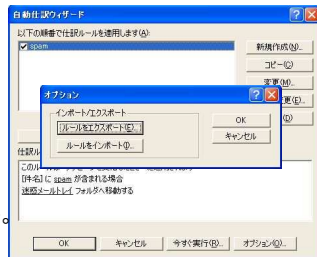 自動仕訳ウィザード
以下の順番で仕訳ルールを適用します(A):
spam
新規作成(N)...
コピー(C)
変更(M)...
更(E)...
(D)
オプション
インポート/エクスポート
ルールをエクスポート(E)...
ルールをインポート(I)...
OK
キャンセル
仕訳ル
[件名] に spam が含まれる場合
迷惑メールトレイ フォルダへ移動する
OK
キャンセル
今すぐ実行(R)...
オプション(O)...